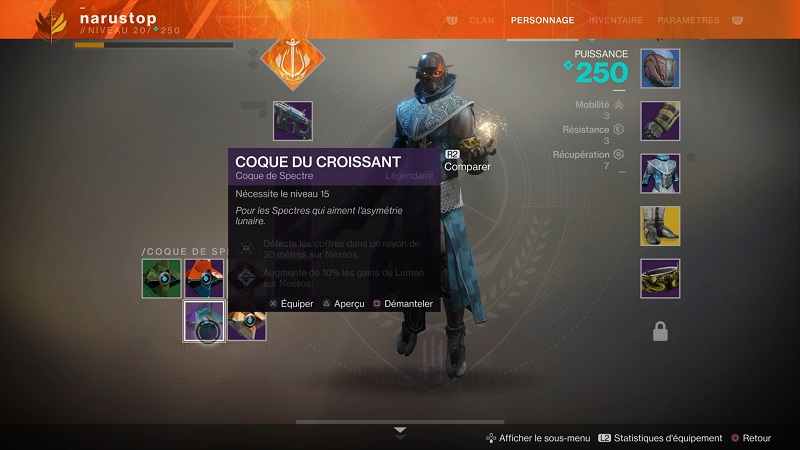 narustop
//NIVEAU 20/250
CLAN
PERSONNAGE
INVENTAIRE
PARAMÈTRES
PUISSANCE
250
Mobilité
3
Résistance
3
Récupération
7
COQUE DU CROISSANT
Coque de Spectre
Légendaire
Nécessite le niveau 15
Pour les Spectres qui aiment l'asymétrie
lunaire.
Détecte les coffres dans un rayon de
30 mètres sur Nessos.
Augmente de 10% les gains de Lumen
sur Nessos.
Équiper
Aperçu
Démanteler
R2
Comparer
/COQUE DE SP
Afficher le sous-menu
L2
Statistiques d'équipement
Retour